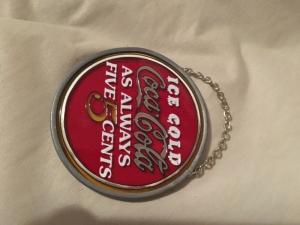 ICE COLD
Coca-Cola
AS ALWAYS
FIVE 5 CENTS